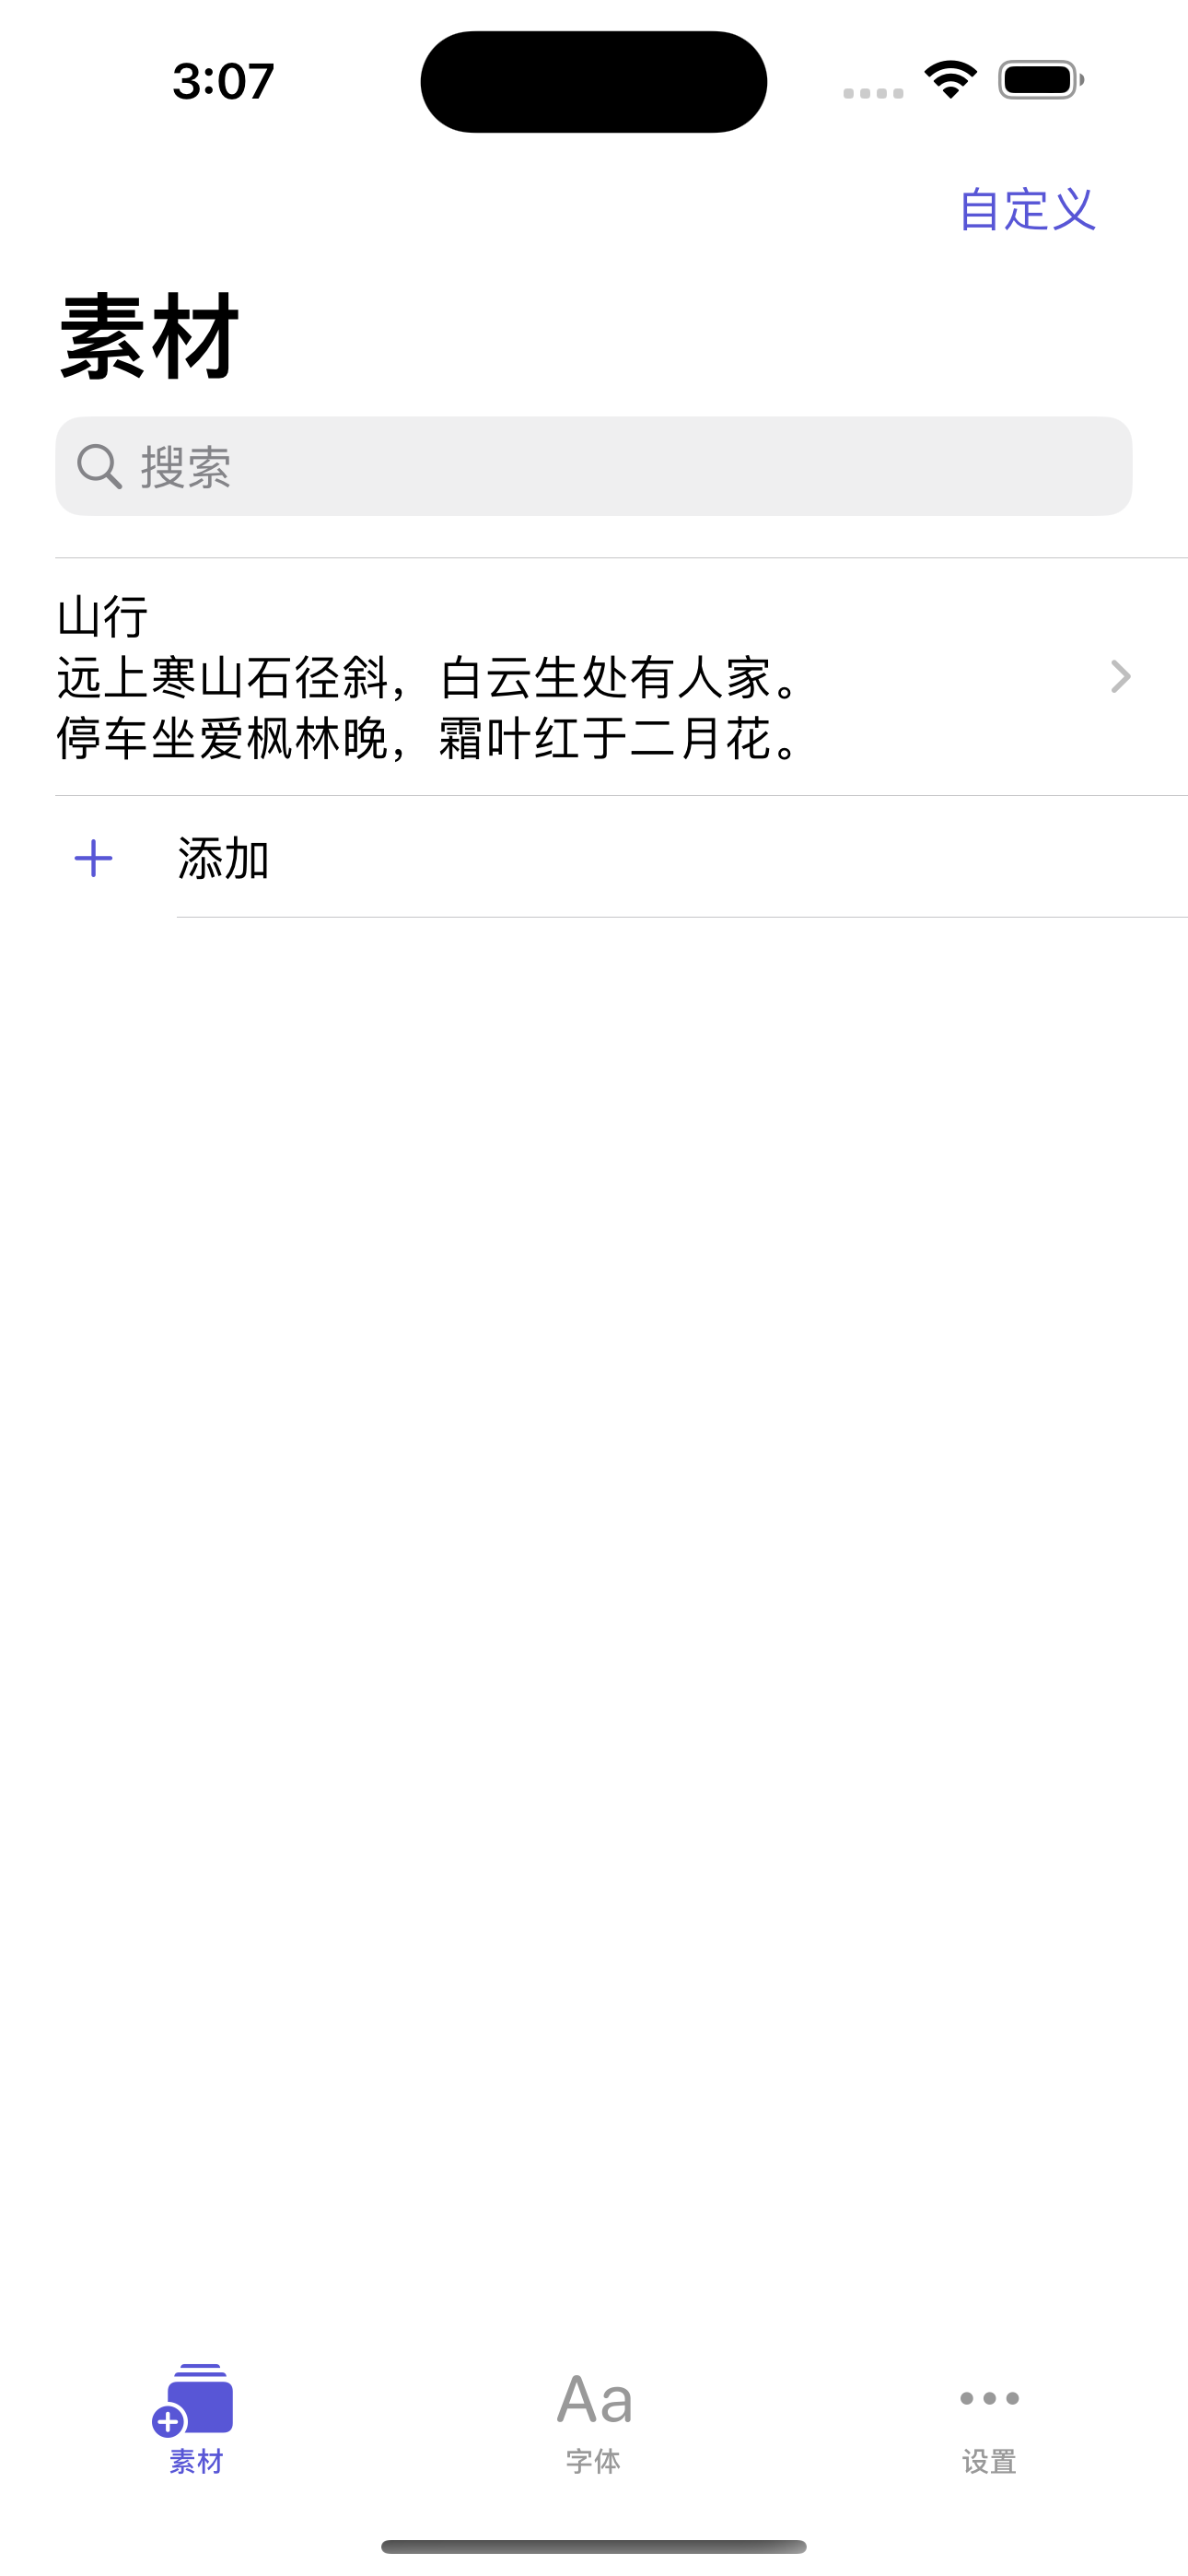 3:07
自定义
素材
搜索
山行
远上寒山石径斜，白云生处有人家。
停车坐爱枫林晚，霜叶红于二月花。
添加
Aa
素材
字体
设置